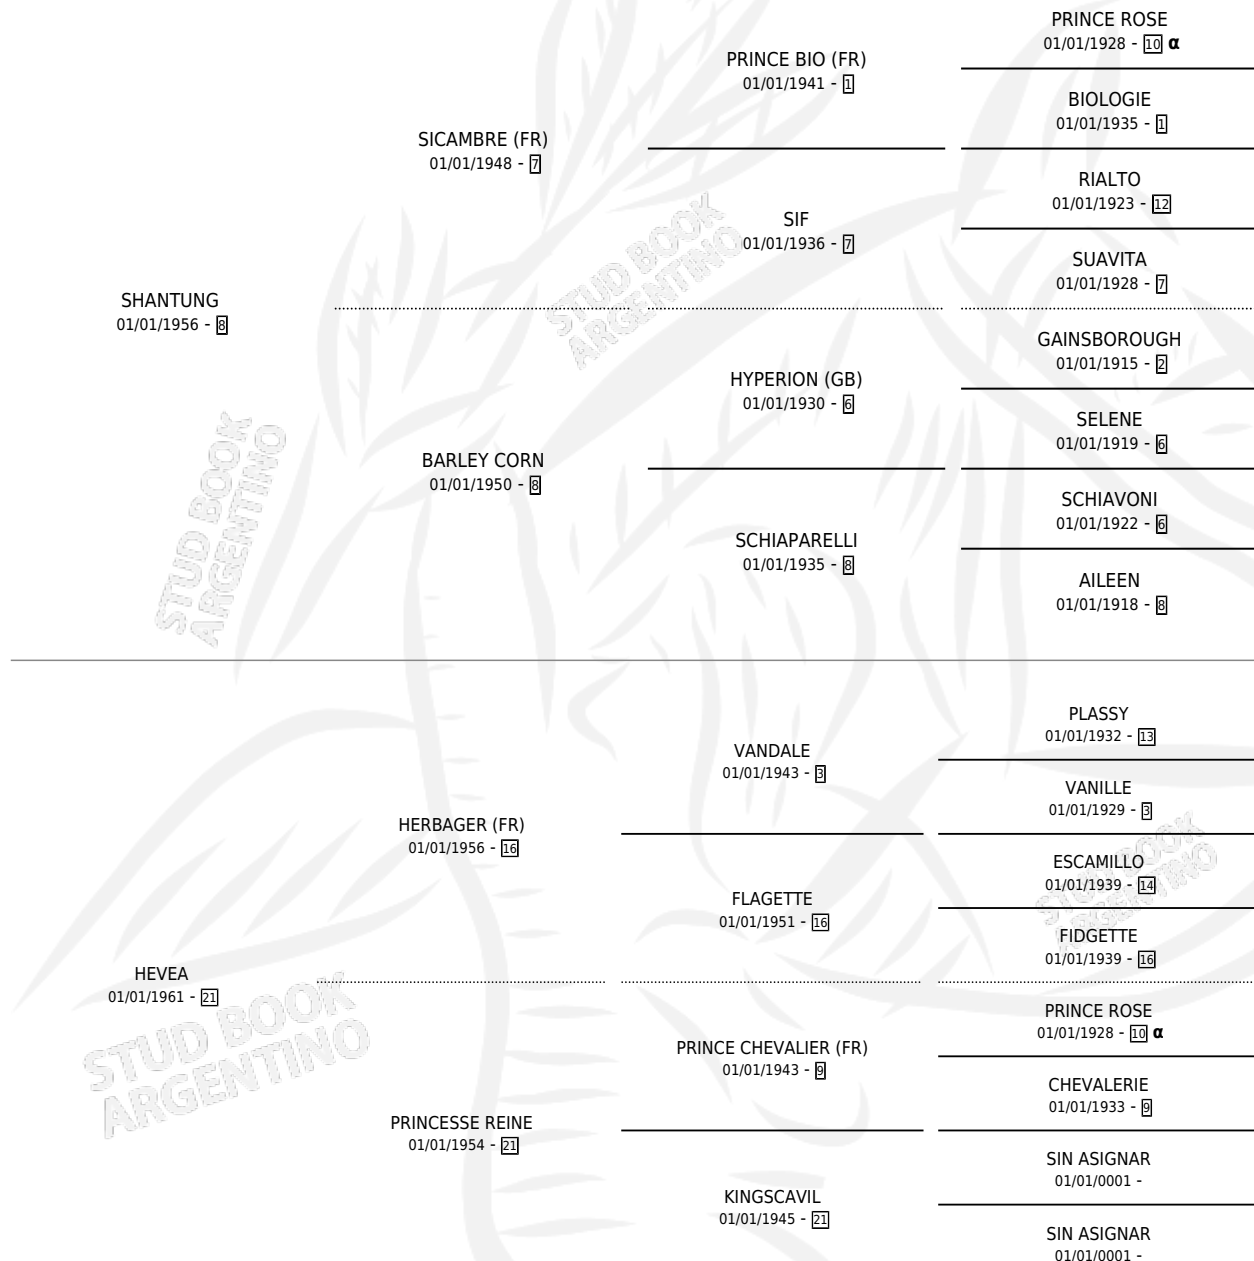 PRINCE ROSE
01/01/1928 - 10 α
PRINCE BIO (FR)
01/01/1941 - 1
BIOLOGIE
01/01/1935 - 1
SICAMBRE (FR)
01/01/1948 - 7
RIALTO
01/01/1923 - 12
SIF
01/01/1936 - 7
SUAVITA
01/01/1928 - 7
SHANTUNG
01/01/1956 - 8
GAINSBOROUGH
01/01/1915 - 2
HYPERION (GB)
01/01/1930 - 6
SELENE
01/01/1919 - 6
BARLEY CORN
01/01/1950 - 8
SCHIAVONI
01/01/1922 - 6
SCHIAPARELLI
01/01/1935 - 8
AILEEN
01/01/1918 - 8
PLASSY
01/01/1932 - 13
VANDALE
01/01/1943 - 3
VANILLE
01/01/1929 - 3
HERBAGER (FR)
01/01/1956 - 16
ESCAMILLO
01/01/1939 - 14
FLAGETTE
01/01/1951 - 16
FIDGETTE
01/01/1939 - 16
HEVEA
01/01/1961 - 21
PRINCE ROSE
01/01/1928 - 10 α
PRINCE CHEVALIER (FR)
01/01/1943 - 9
CHEVALERIE
01/01/1933 - 9
PRINCESSE REINE
01/01/1954 - 21
SIN ASIGNAR
01/01/0001 -
KINGSCAVIL
01/01/1945 - 21
SIN ASIGNAR
01/01/0001 -
STUD BOOK
ARGENTINO
STUD BOOK
ARGENTINO
STUD BOOK
ARGENTINO
STUD BOOK
ARGENTINO